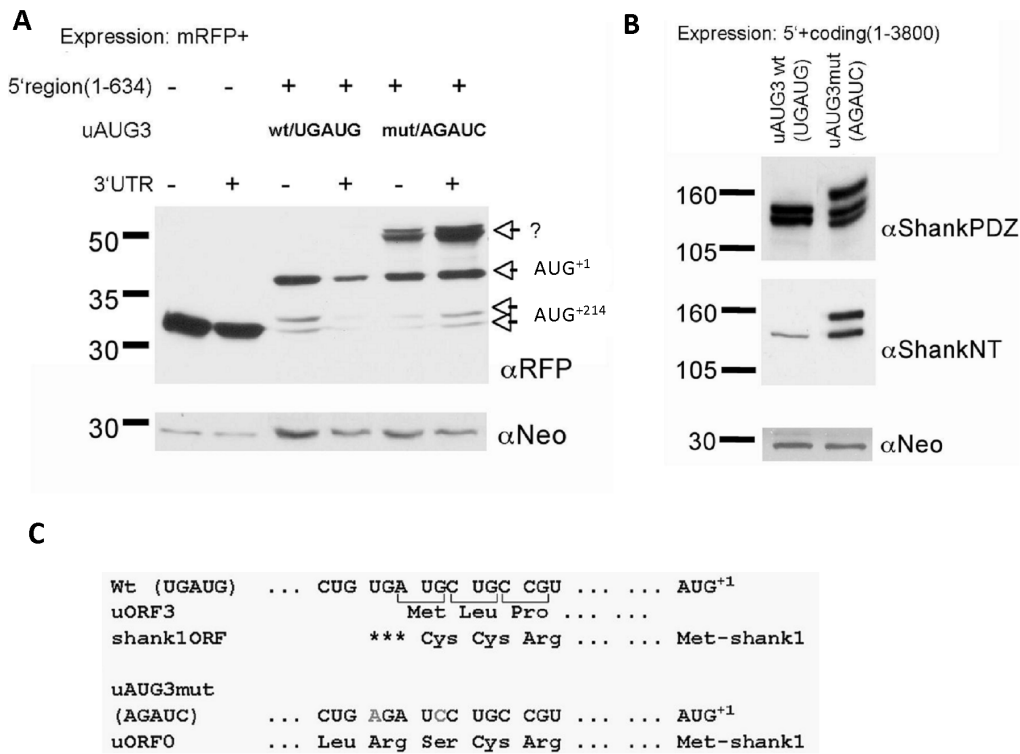 A
Expression: mRFP+
5'region(1-634) - - + + + +
uAUG3 wt/UGAUG mut/AGAUC
3'UTR - + - + - +
50
35
30
?
AUG+1
AUG+214
αRFP
30
αNeo
B
Expression: 5'+coding(1-3800)
uAUG3 wt (UGAUG)
uAUG3mut (AGAUC)
160
105
αShankPDZ
160
105
αShankNT
30
αNeo
C
Wt (UGAUG) ... CUG UGA UGC UGC CGU ... ... AUG+1
uORF3 Met Leu Pro ... ...
shank1ORF *** Cys Cys Arg ... ... Met-shank1
uAUG3mut
(AGAUC) ... CUG AGA UCC UGC CGU ... ... AUG+1
uORF0 ... Leu Arg Ser Cys Arg ... ... Met-shank1